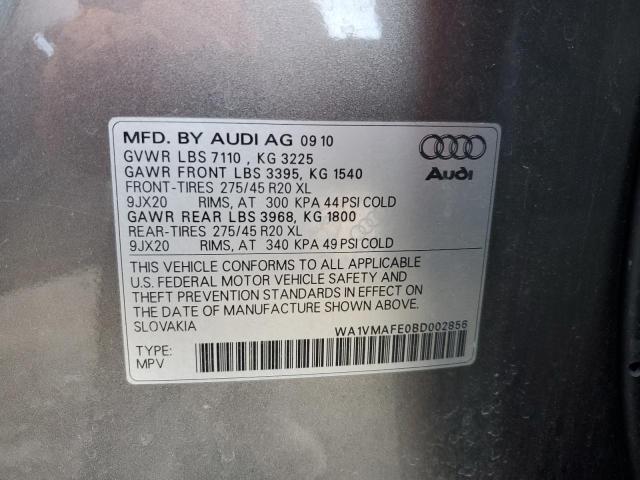 MFD. BY AUDI AG 09 10
GVWR LBS 7110 , KG 3225
GAWR FRONT LBS 3395, KG 1540
FRONT-TIRES 275/45 R20 XL
9JX20 RIMS, AT 300 KPA 44 PSI COLD
GAWR REAR LBS 3968, KG 1800
REAR-TIRES 275/45 R20 XL
9JX20 RIMS, AT 340 KPA 49 PSI COLD
Audi
THIS VEHICLE CONFORMS TO ALL APPLICABLE
U.S. FEDERAL MOTOR VEHICLE SAFETY AND
THEFT PREVENTION STANDARDS IN EFFECT ON
THE DATE OF MANUFACTURE SHOWN ABOVE.
SLOVAKIA
WA1VMAFE0BD002856
TYPE:
MPV